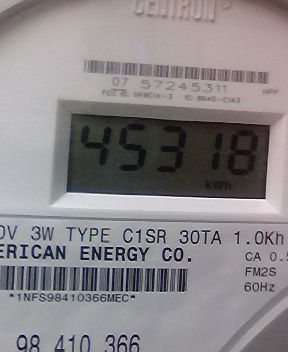 CENTRON®
07 57245311
45318
kWh
0V 3W TYPE C1SR 30TA 1.0Kh
ERICAN ENERGY CO.
CA 0.5
FM2S
*1NFS98410366MEC*
60Hz
98 410 366